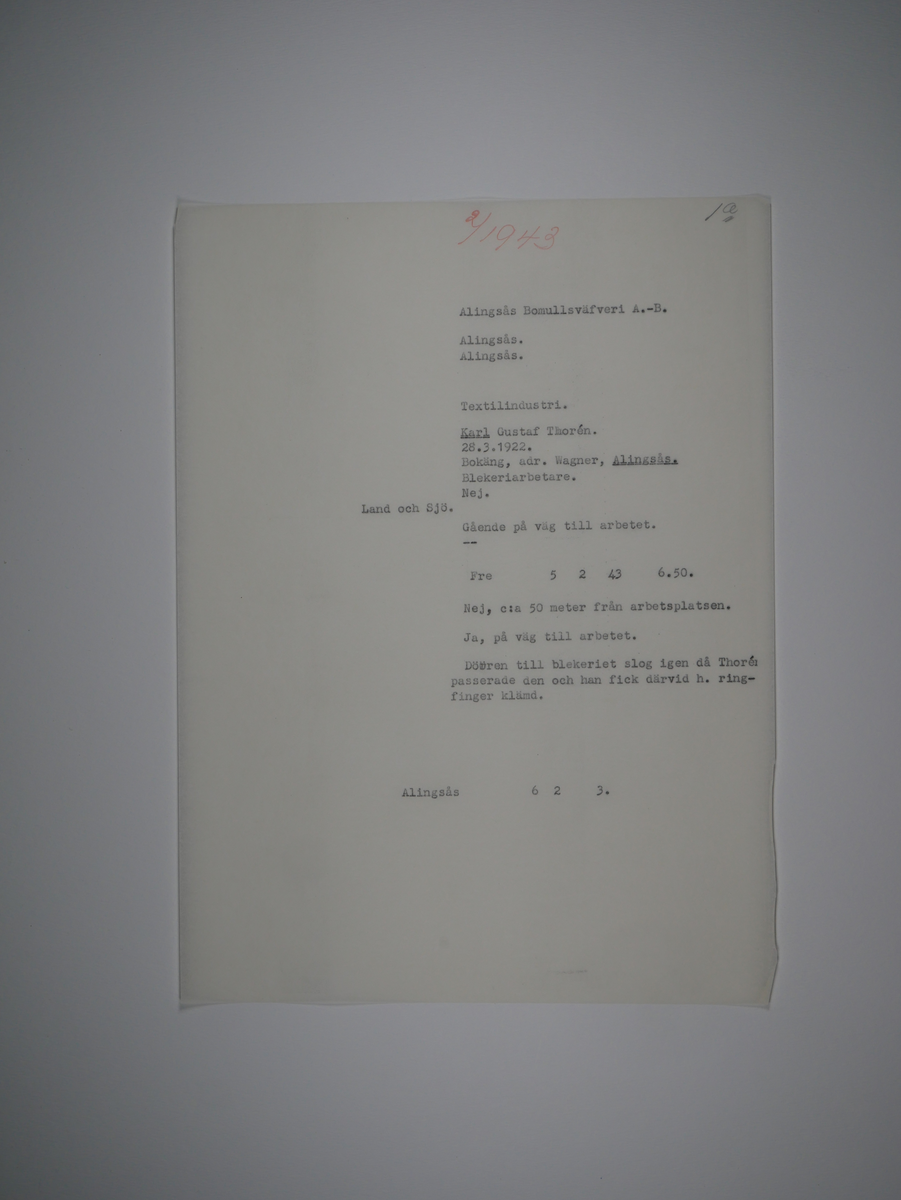 2/1943
1a
Alingsås Bomullsväfveri A.-B.
Alingsås.
Alingsås.
Textilindustri.
Karl Gustaf Thorén.
28.3.1922.
Bokäng, adr. Wagner, Alingsås.
Blekeriarbetare.
Nej.
Land och Sjö.
Gående på väg till arbetet.
--
Fre 5 2 43 6.50.
Nej, c:a 50 meter från arbetsplatsen.
Ja, på väg till arbetet.
Dörren till blekeriet slog igen då Thorén
passerade den och han fick därvid h. ring-
finger klämd.
Alingsås 6 2 3.